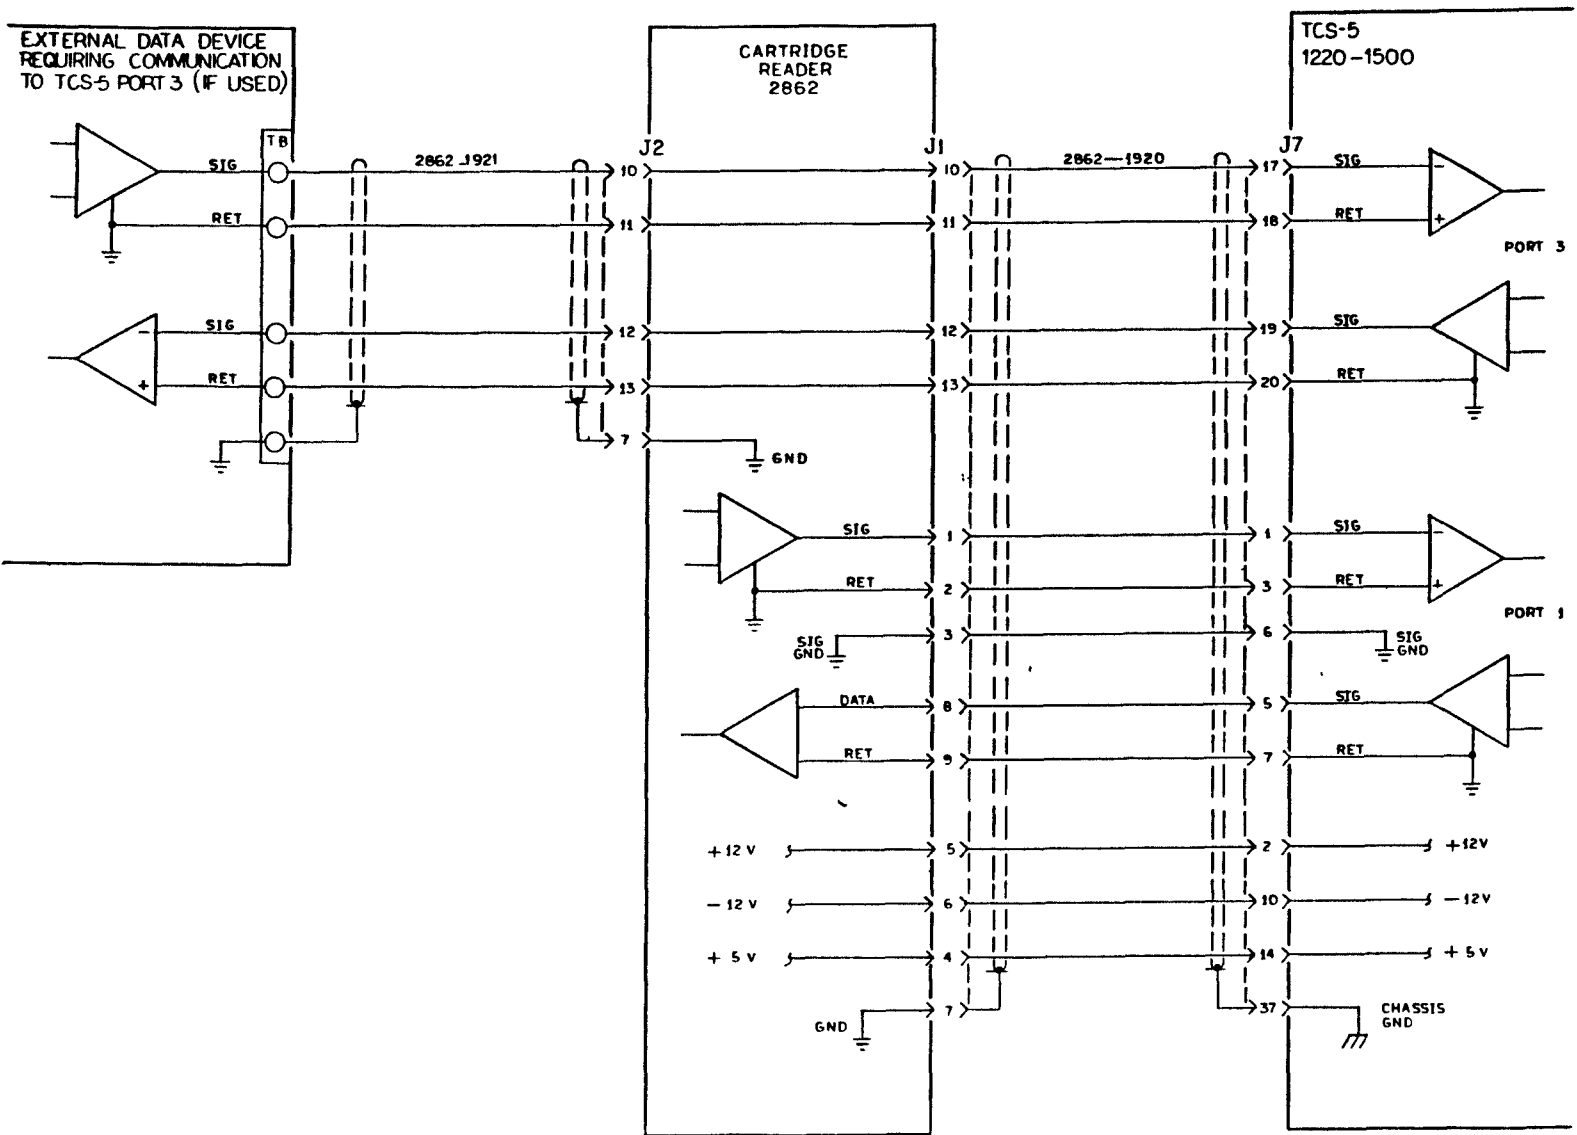 EXTERNAL DATA DEVICE
REQUIRING COMMUNICATION
TO TCS-5 PORT 3 (IF USED)
CARTRIDGE
READER
2862
TCS-5
1220-1500
TB
J2
J1
J7
SIG
2862-1921
10
10
2862-1920
17
SIG
-
RET
11
11
18
RET
+
PORT 3
-
SIG
12
12
19
SIG
+
RET
13
13
20
RET
7
GND
SIG
1
1
SIG
-
RET
2
3
RET
+
PORT 1
SIG
GND
3
6
SIG
GND
DATA
8
5
SIG
RET
9
7
RET
+12 V
5
2
+12V
-12 V
6
10
-12V
+ 5 V
4
14
+ 5 V
GND
7
37
CHASSIS
GND